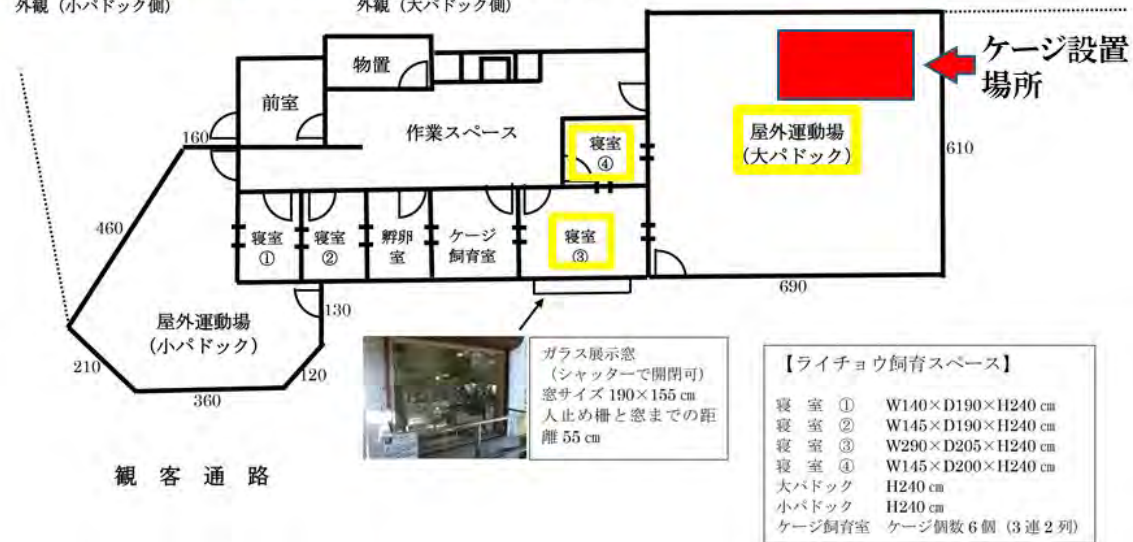 外観（小パドック側）
外観（大パドック側）
物置
前室
作業スペース
寝室
④
屋外運動場
（大パドック）
ケージ設置
場所
160
610
460
寝室
①
寝室
②
孵卵
室
ケージ
飼育室
寝室
③
690
屋外運動場
（小パドック）
130
210
120
360
ガラス展示窓
（シャッターで開閉可）
窓サイズ 190×155 ㎝
人止め柵と窓までの距
離 55 ㎝
【ライチョウ飼育スペース】
寝 室 ① W140×D190×H240 ㎝
寝 室 ② W145×D190×H240 ㎝
寝 室 ③ W290×D205×H240 ㎝
寝 室 ④ W145×D200×H240 ㎝
大パドック H240 ㎝
小パドック H240 ㎝
ケージ飼育室 ケージ個数 6 個（3 連 2 列）
観 客 通 路